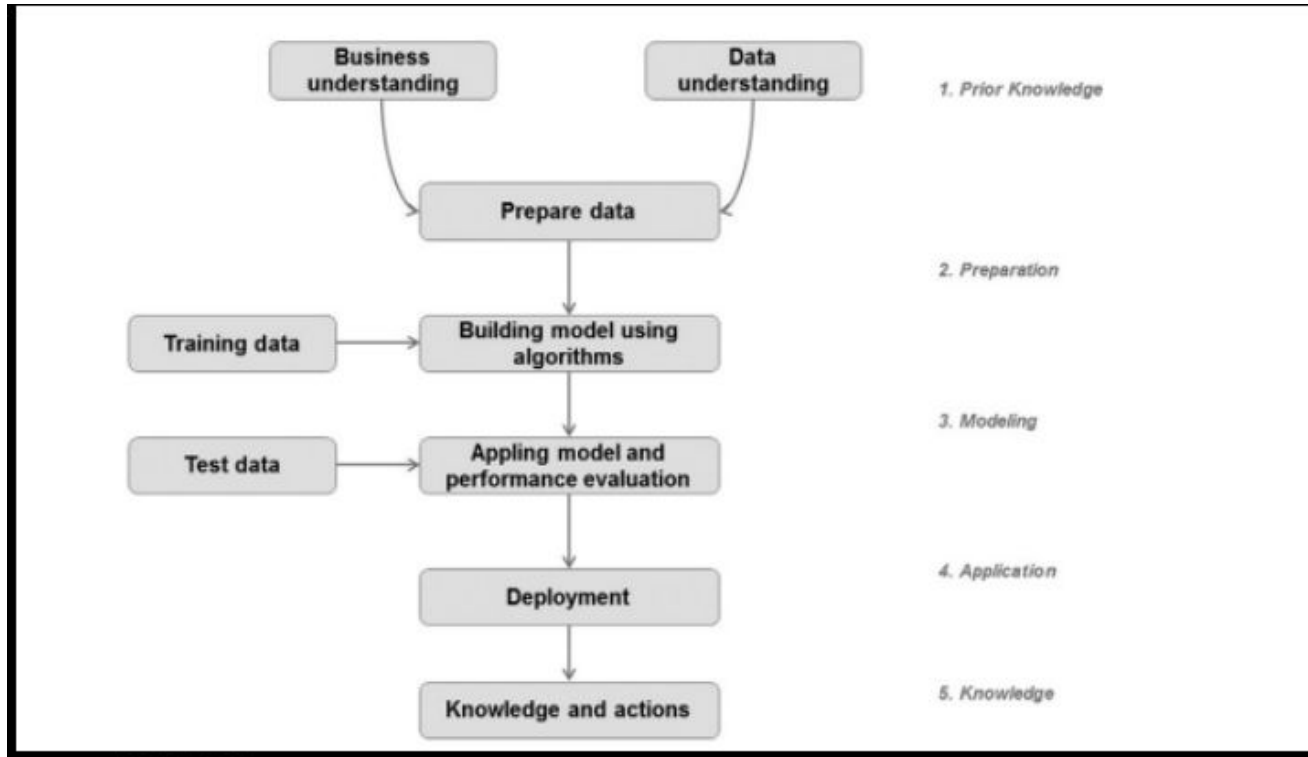 Business
understanding
Data
understanding
1. Prior Knowledge
Prepare data
2. Preparation
Training data
Building model using
algorithms
3. Modeling
Test data
Appling model and
performance evaluation
4. Application
Deployment
Knowledge and actions
5. Knowledge